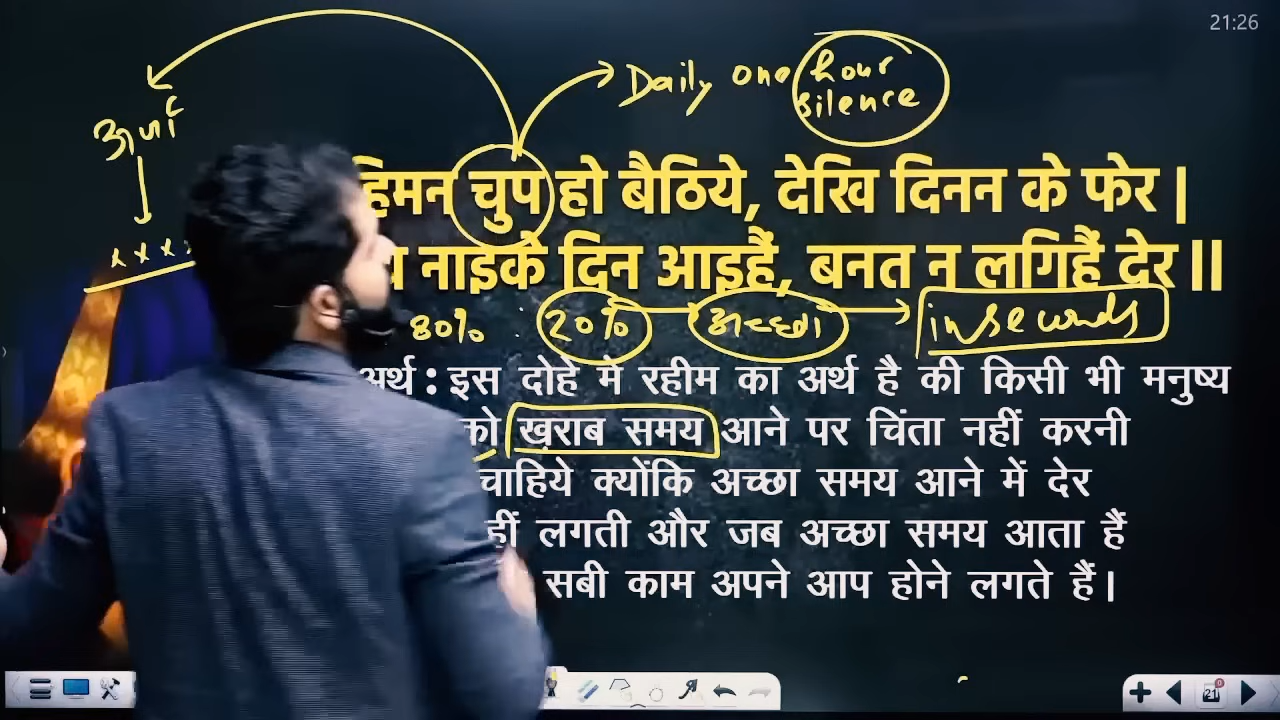 21:26
Daily one hour
silence
हिमन चुप हो बैठिये, देखि दिनन के फेर |
नाइके दिन आइहैं, बनत न लगिहैं देर ||
80% 20% अच्छा in seconds
अर्थ : इस दोहे मे रहीम का अर्थ है की किसी भी मनुष्य
को ख़राब समय आने पर चिंता नहीं करनी
चाहिये क्योंकि अच्छा समय आने में देर
हीं लगती और जब अच्छा समय आता हैं
सबी काम अपने आप होने लगते हैं।
21